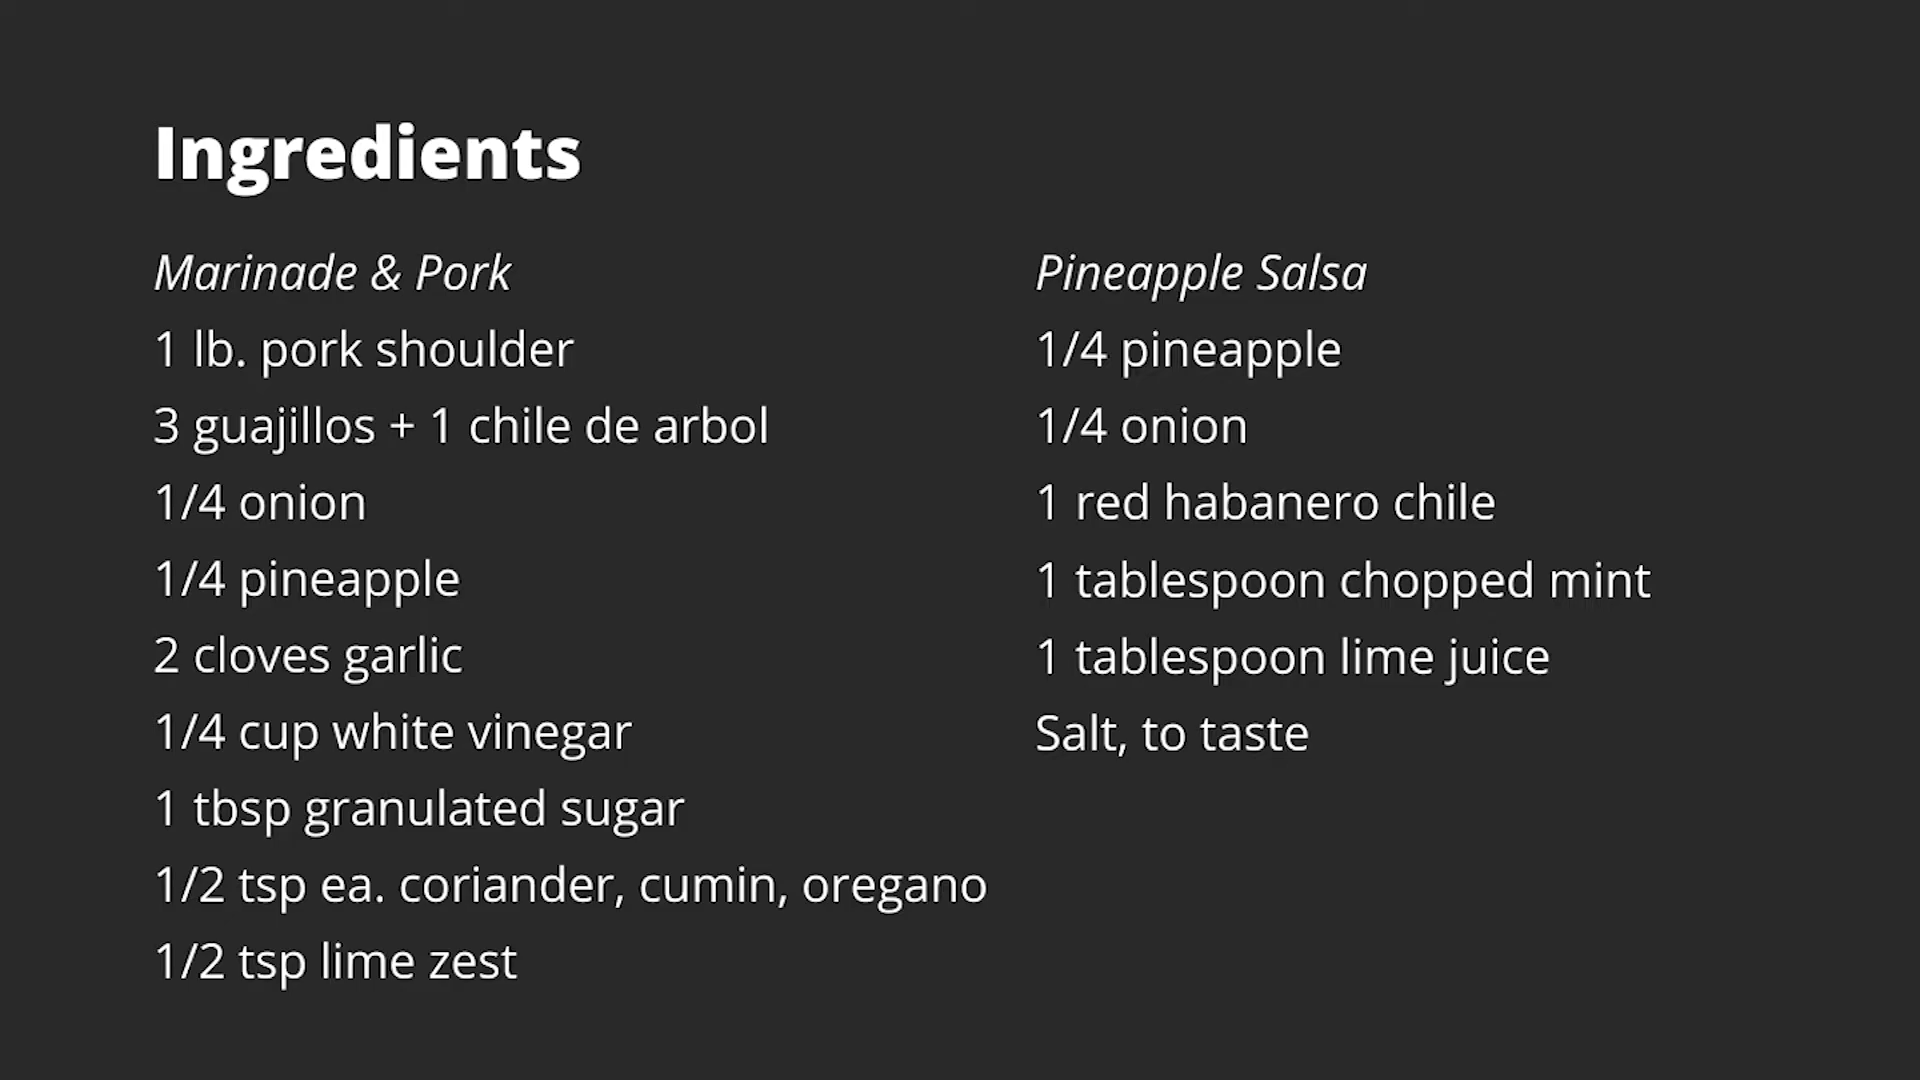 Ingredients
Marinade & Pork
1 lb. pork shoulder
3 guajillos + 1 chile de arbol
1/4 onion
1/4 pineapple
2 cloves garlic
1/4 cup white vinegar
1 tbsp granulated sugar
1/2 tsp ea. coriander, cumin, oregano
1/2 tsp lime zest
Pineapple Salsa
1/4 pineapple
1/4 onion
1 red habanero chile
1 tablespoon chopped mint
1 tablespoon lime juice
Salt, to taste